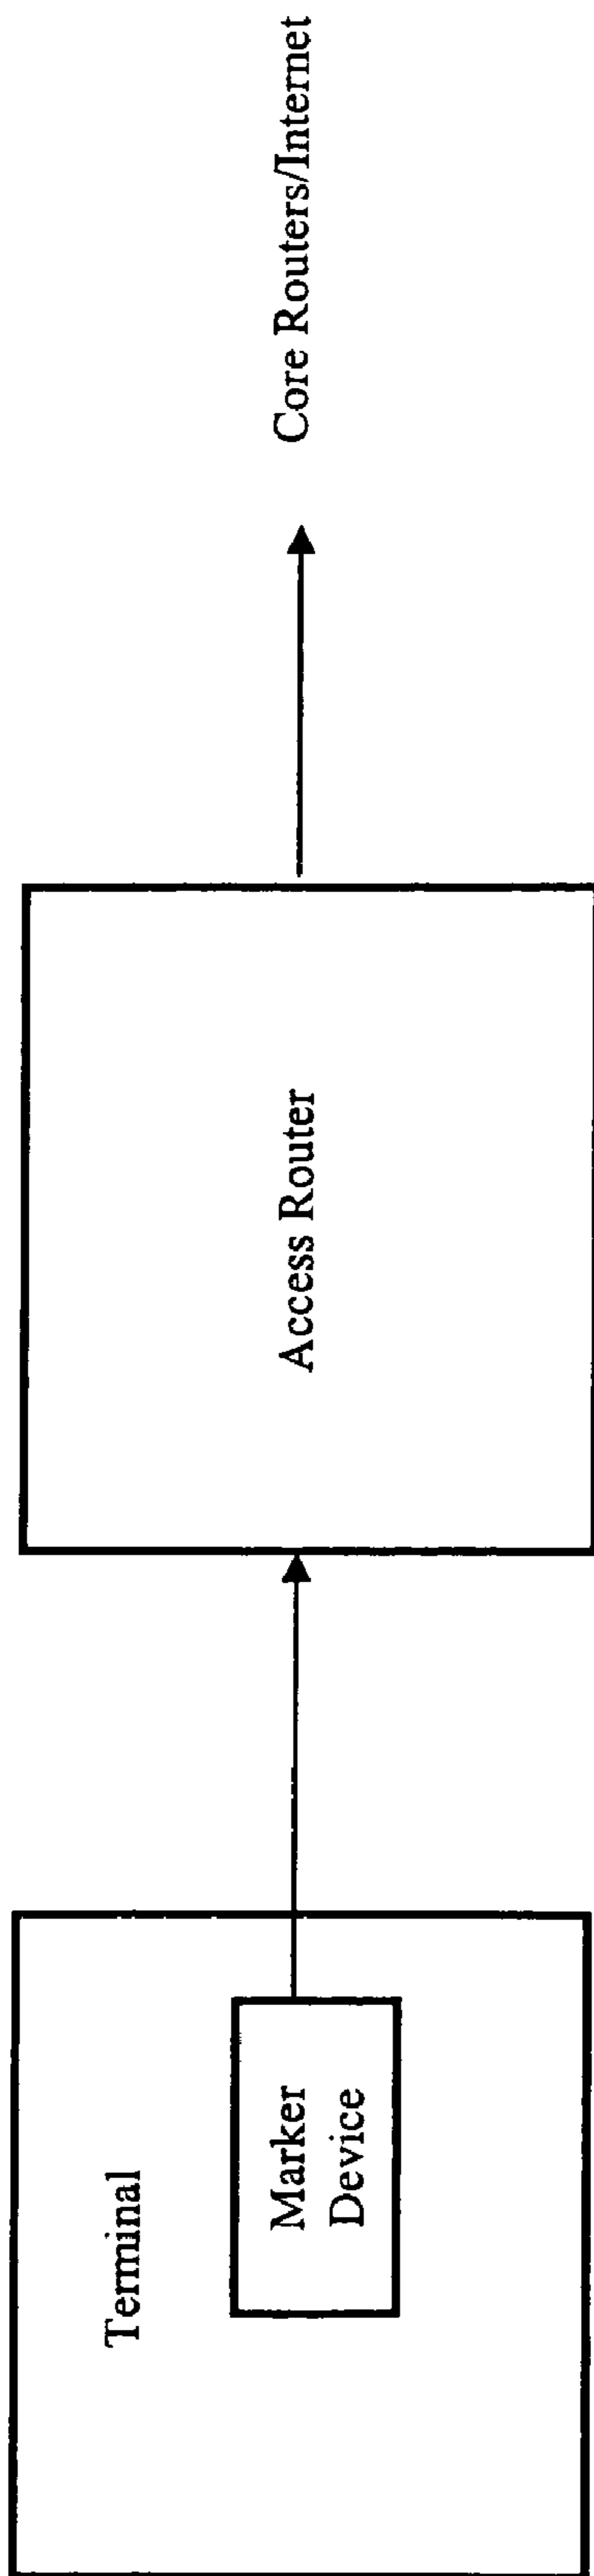 Terminal
Marker
Device
Access Router
Core Routers/Internet